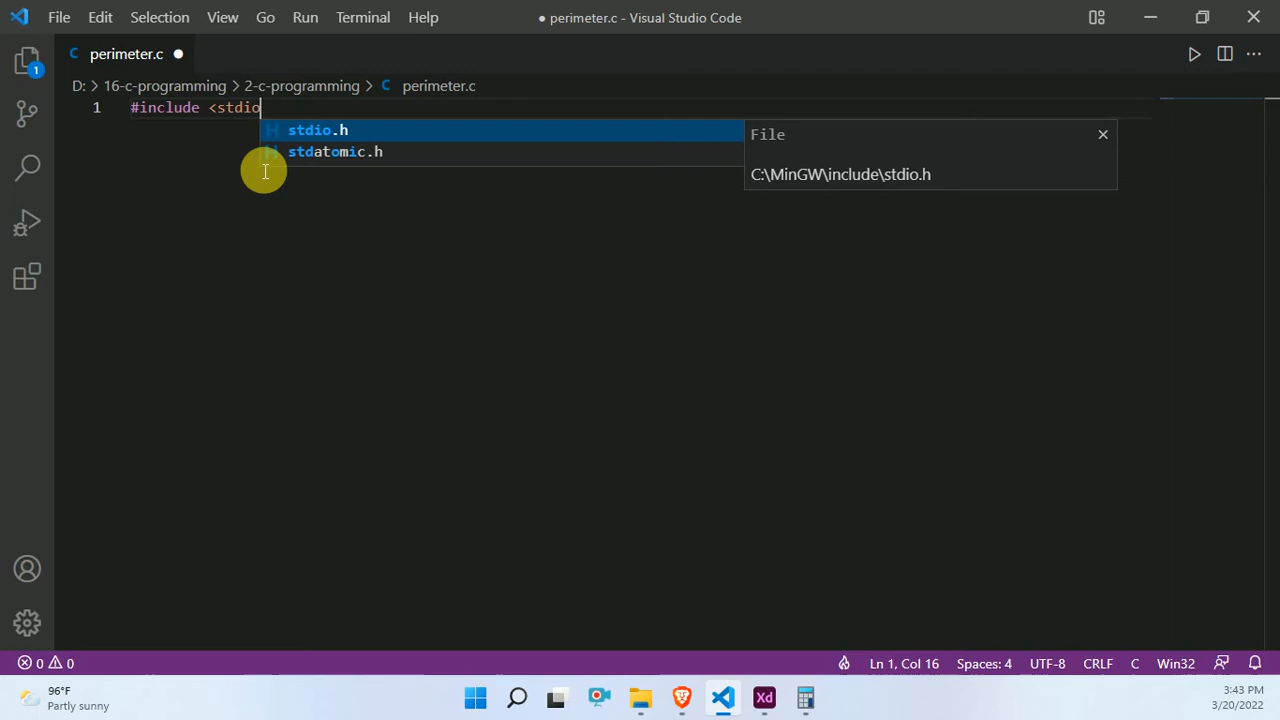 File Edit Selection View Go Run Terminal Help ● perimeter.c - Visual Studio Code
C perimeter.c ●
D: > 16-c-programming > 2-c-programming > C perimeter.c
1 #include <stdio
stdio.h
stdatomic.h
File
C:\MinGW\include\stdio.h
1
0 0 Ln 1, Col 16 Spaces: 4 UTF-8 CRLF C Win32
96°F
Partly sunny
Xd
3:43 PM
3/20/2022